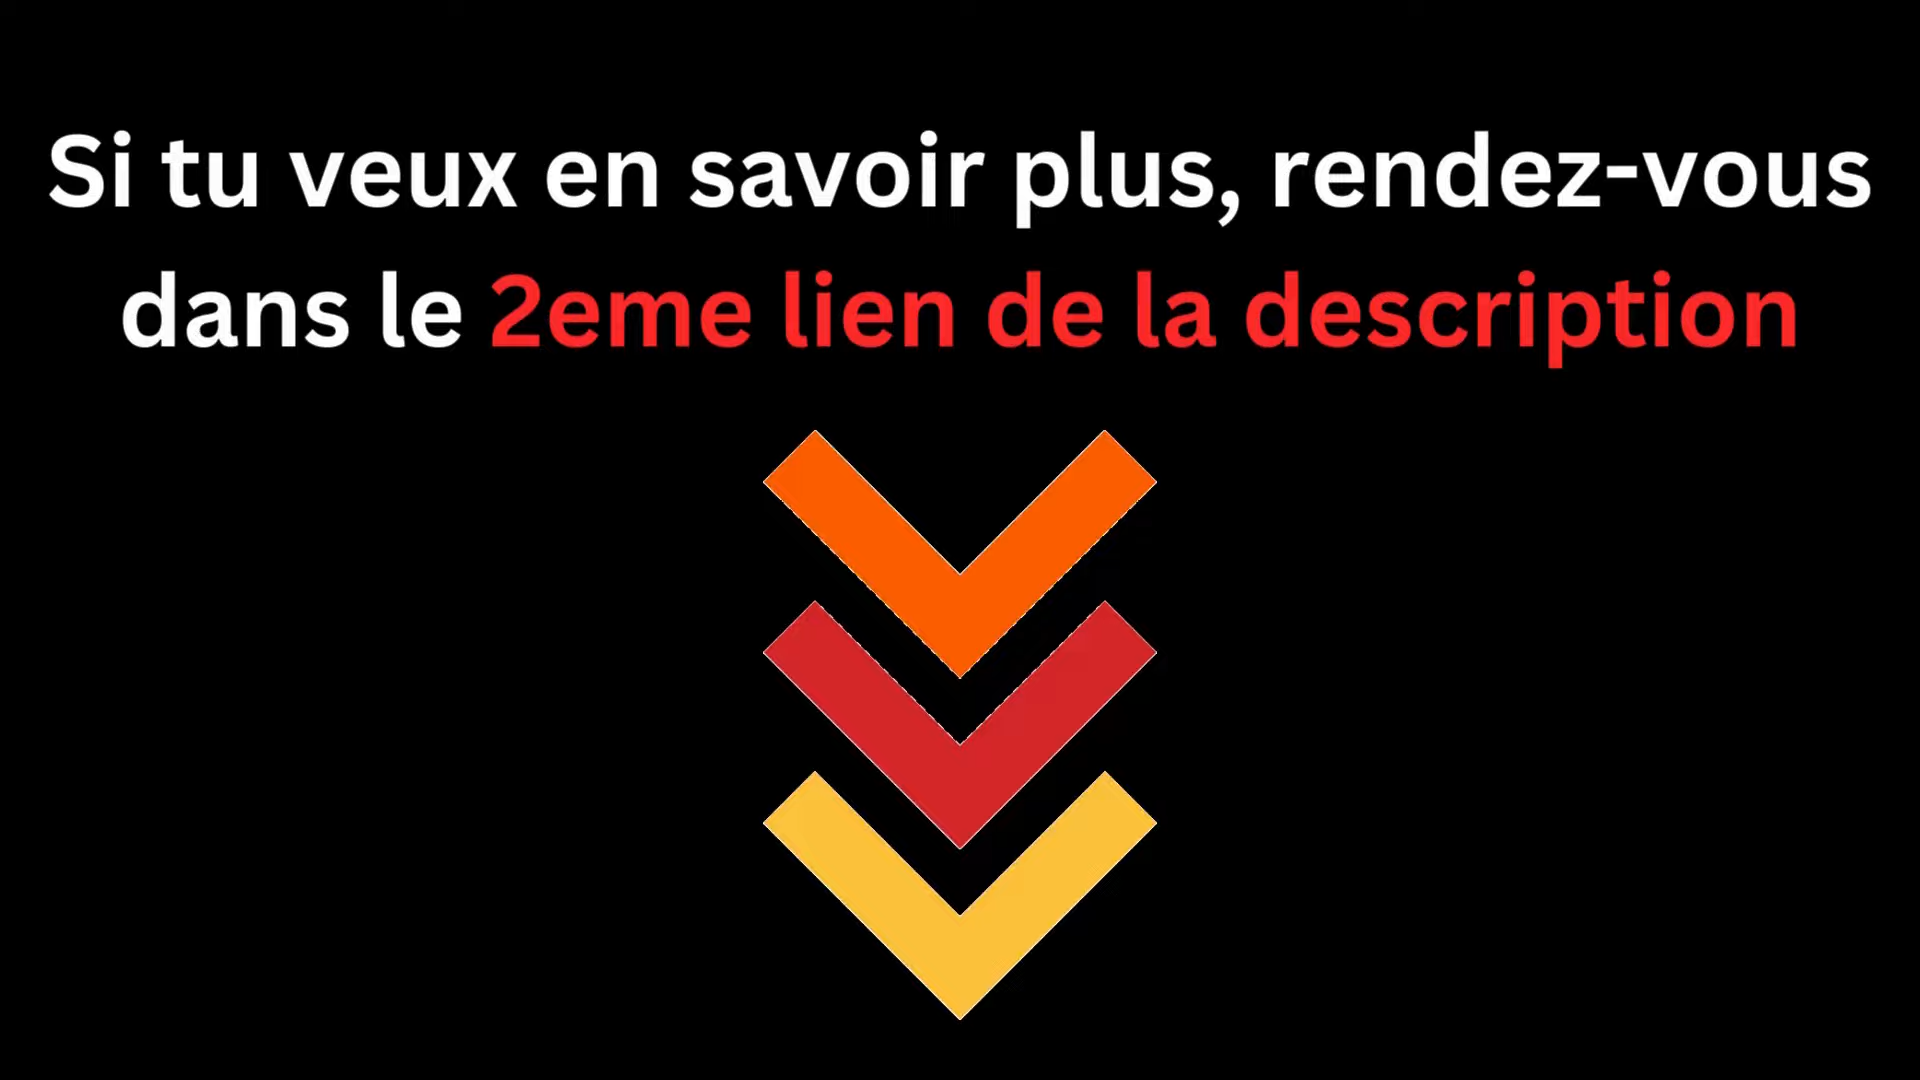 Si tu veux en savoir plus, rendez-vous
dans le 2eme lien de la description